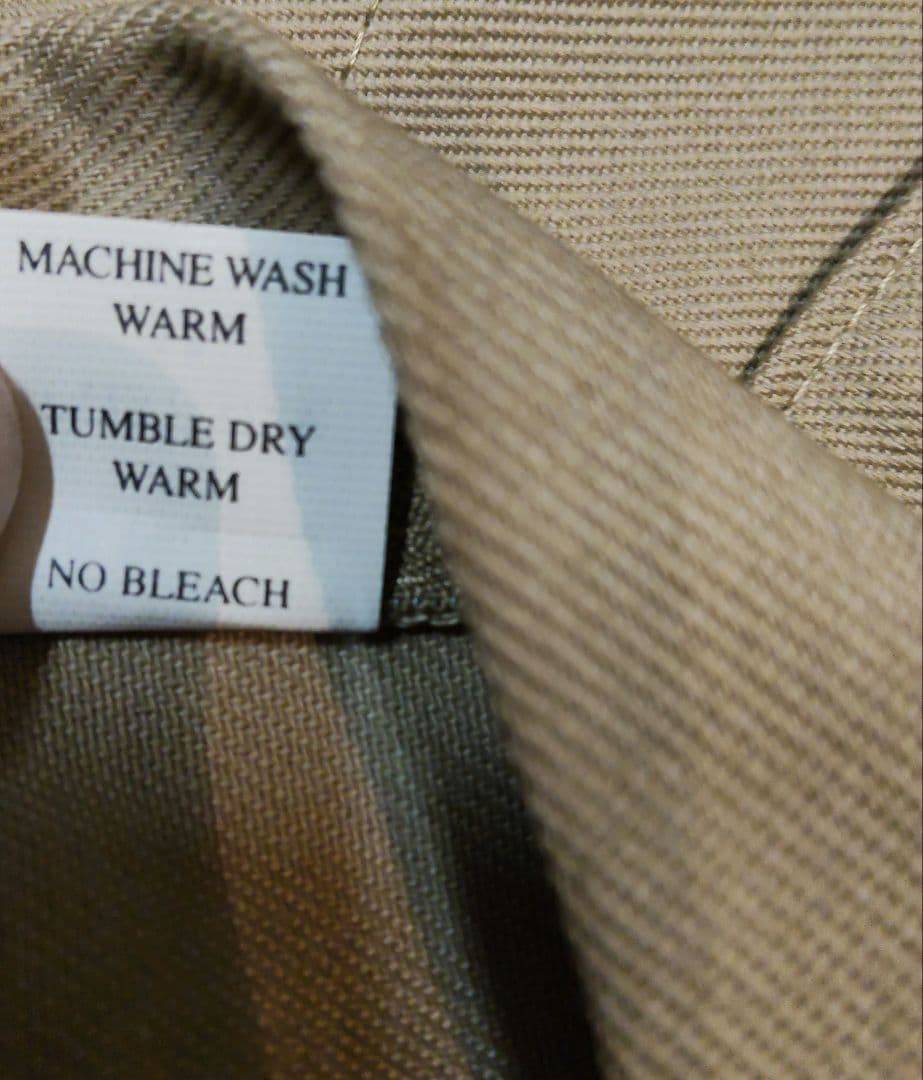 MACHINE WASH
WARM
TUMBLE DRY
WARM
NO BLEACH